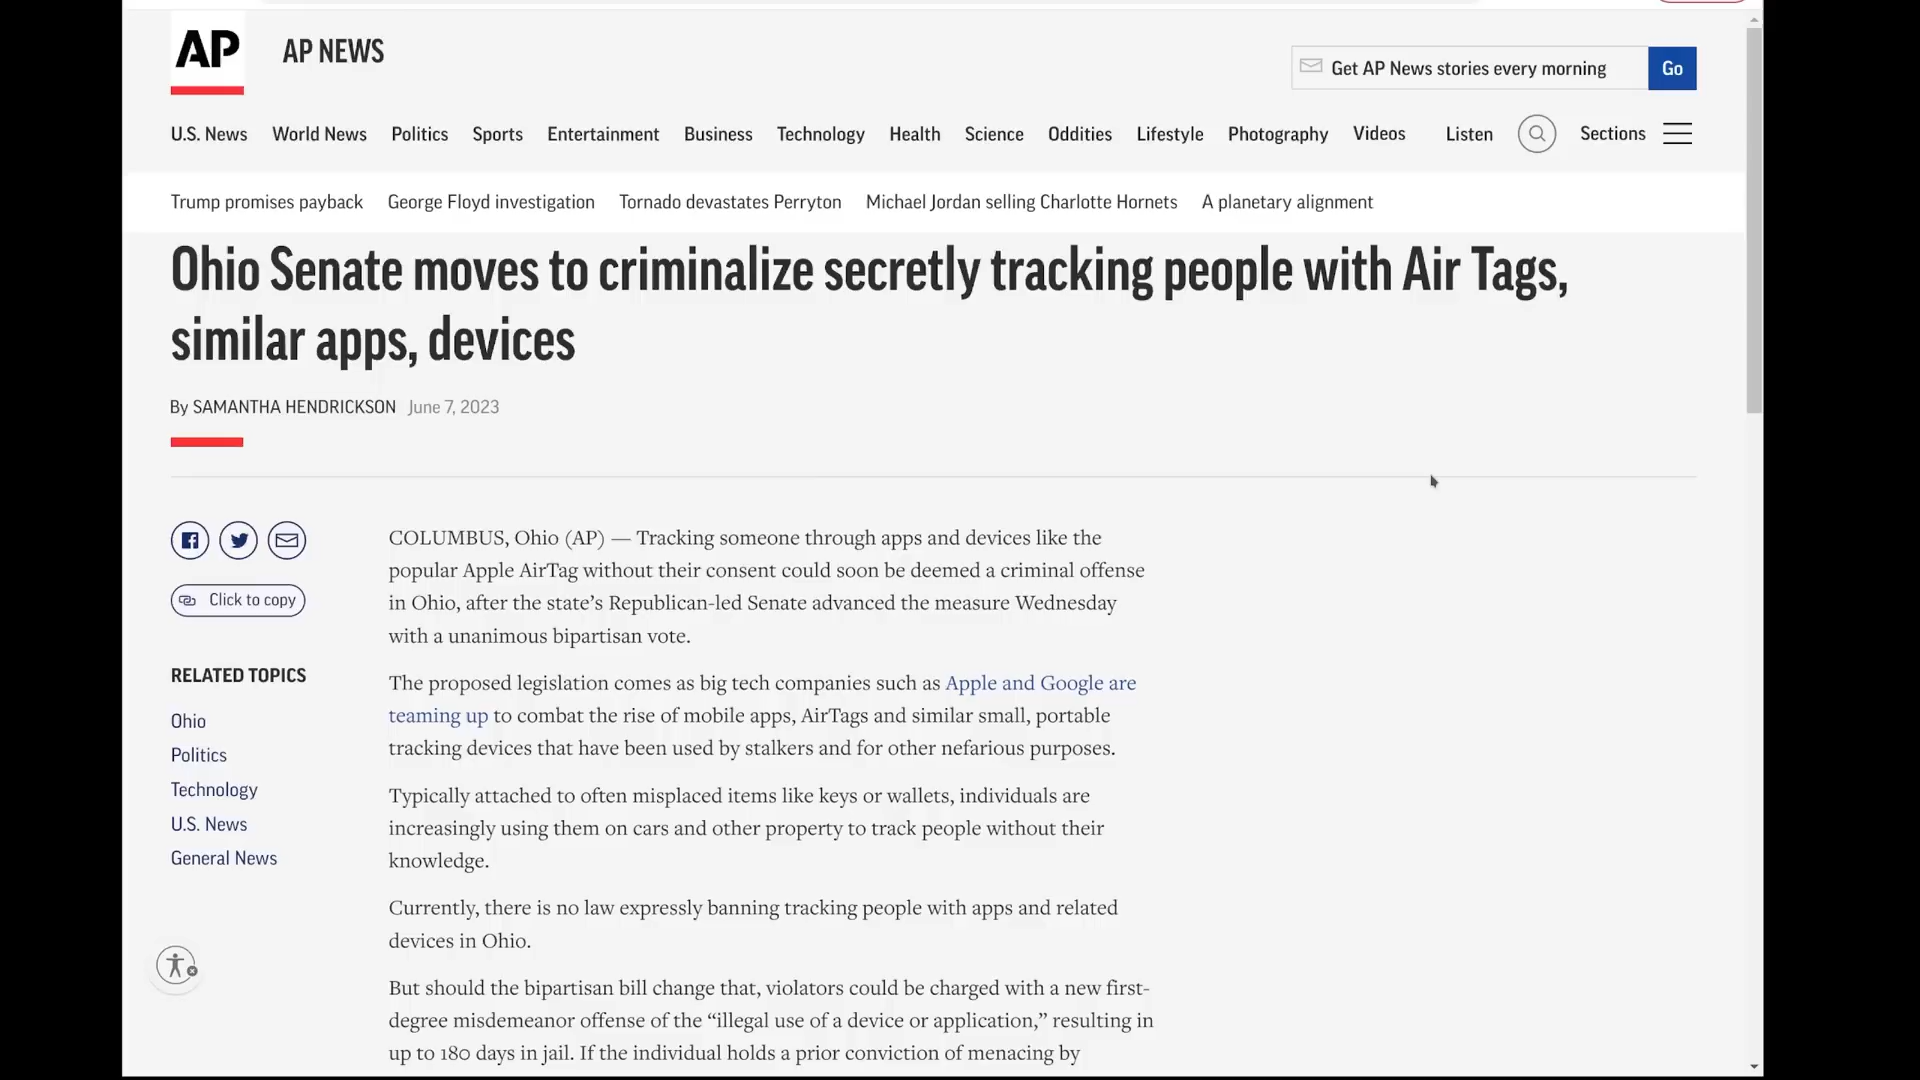 AP
AP NEWS
Get AP News stories every morning
Go
U.S. News World News Politics Sports Entertainment Business Technology Health Science Oddities Lifestyle Photography Videos Listen Sections
Trump promises payback George Floyd investigation Tornado devastates Perryton Michael Jordan selling Charlotte Hornets A planetary alignment
Ohio Senate moves to criminalize secretly tracking people with Air Tags,
similar apps, devices
By SAMANTHA HENDRICKSON June 7, 2023
Click to copy
RELATED TOPICS
Ohio
Politics
Technology
U.S. News
General News
COLUMBUS, Ohio (AP) — Tracking someone through apps and devices like the
popular Apple AirTag without their consent could soon be deemed a criminal offense
in Ohio, after the state’s Republican-led Senate advanced the measure Wednesday
with a unanimous bipartisan vote.
The proposed legislation comes as big tech companies such as Apple and Google are
teaming up to combat the rise of mobile apps, AirTags and similar small, portable
tracking devices that have been used by stalkers and for other nefarious purposes.
Typically attached to often misplaced items like keys or wallets, individuals are
increasingly using them on cars and other property to track people without their
knowledge.
Currently, there is no law expressly banning tracking people with apps and related
devices in Ohio.
But should the bipartisan bill change that, violators could be charged with a new first-
degree misdemeanor offense of the “illegal use of a device or application,” resulting in
up to 180 days in jail. If the individual holds a prior conviction of menacing by